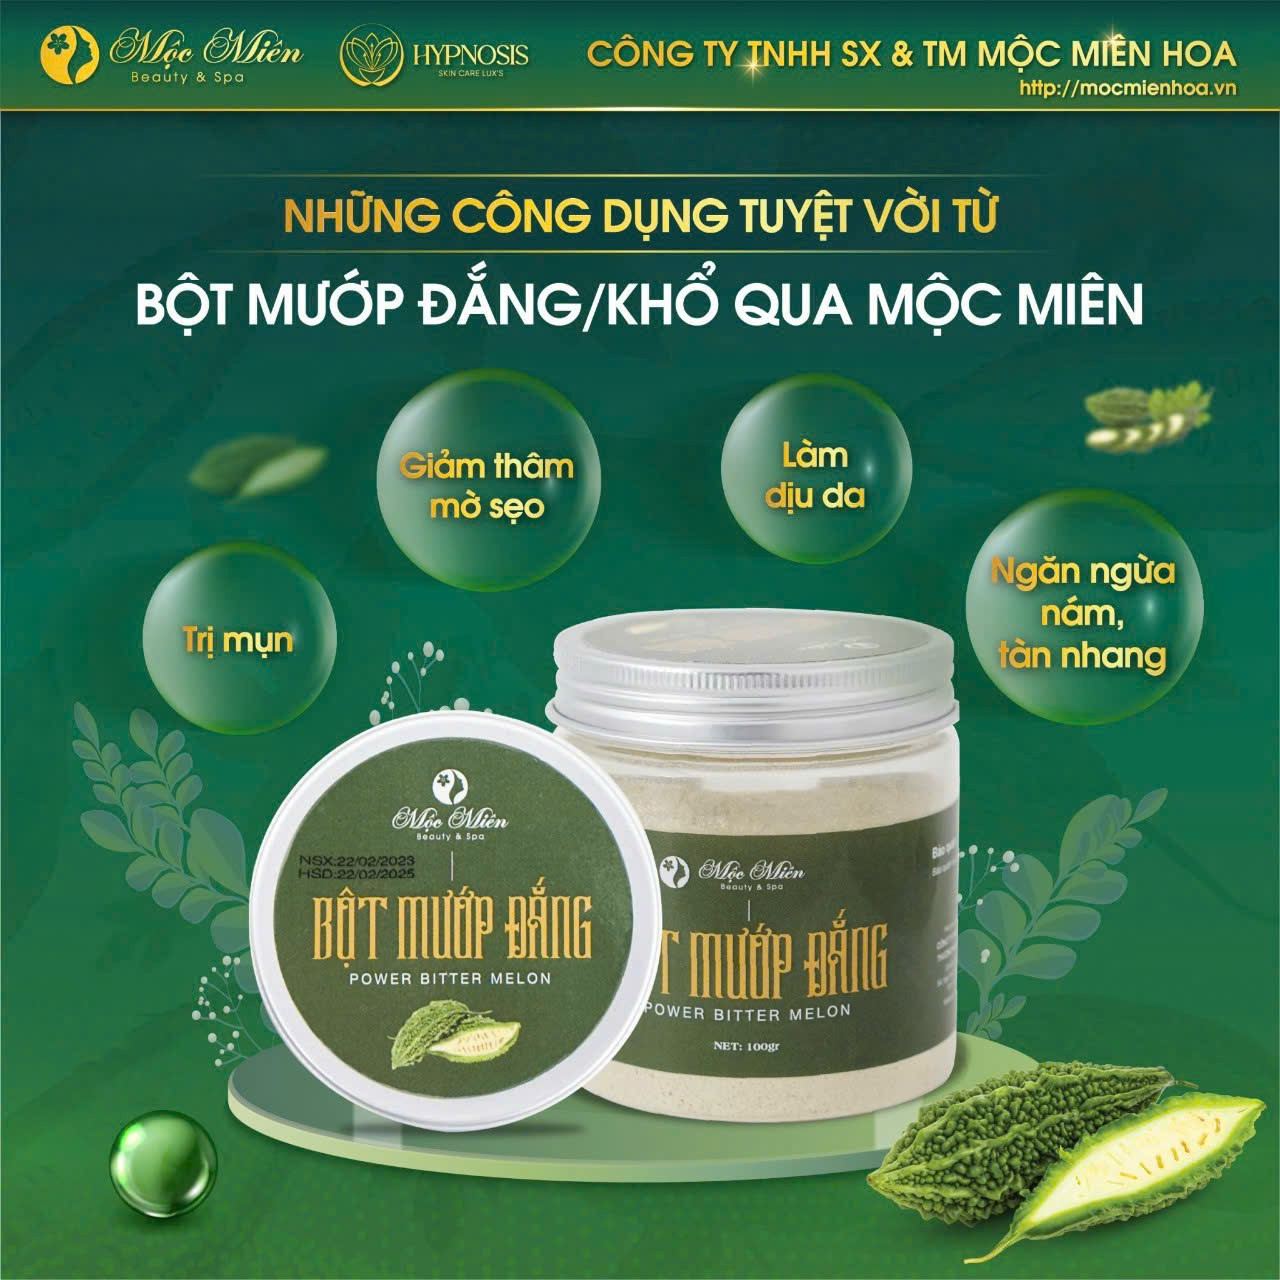 Mộc Miên
Beauty & Spa
HYPNOSIS
SKIN CARE LUX'S
CÔNG TY TNHH SX & TM MỘC MIÊN HOA
http://mocmienhoa.vn
NHỮNG CÔNG DỤNG TUYỆT VỜI TỪ
BỘT MƯỚP ĐẮNG/KHỔ QUA MỘC MIÊN
Giảm thâm
mờ sẹo
Làm
dịu da
Ngăn ngừa
nám,
tàn nhang
Trị mụn
Mộc Miên
Beauty & Spa
NSX:22/02/2023
HSD:22/02/2025
BỘT MƯỚP ĐẮNG
POWER BITTER MELON
Mộc Miên
Beauty & Spa
T MƯỚP ĐẮNG
POWER BITTER MELON
NET: 100gr